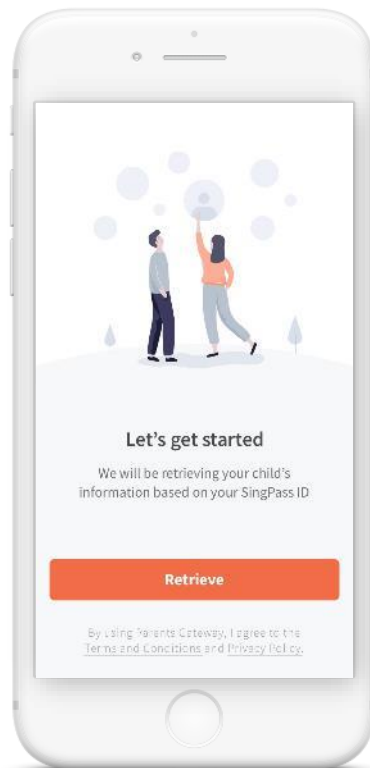 Let's get started
We will be retrieving your child's
information based on your SingPass ID
Retrieve
By using Parents Gateway, I agree to the
Terms and Conditions and Privacy Policy.